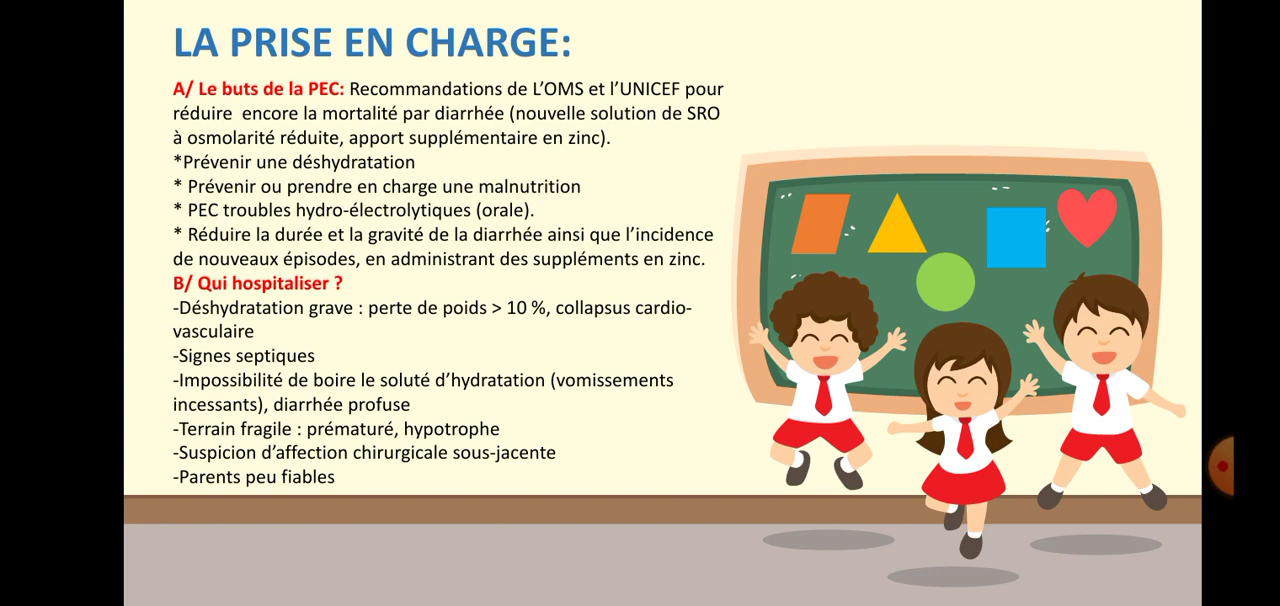 LA PRISE EN CHARGE:
A/ Le buts de la PEC: Recommandations de L’OMS et l’UNICEF pour
réduire  encore la mortalité par diarrhée (nouvelle solution de SRO
à osmolarité réduite, apport supplémentaire en zinc).
*Prévenir une déshydratation
* Prévenir ou prendre en charge une malnutrition
* PEC troubles hydro-électrolytiques (orale).
* Réduire la durée et la gravité de la diarrhée ainsi que l’incidence
de nouveaux épisodes, en administrant des suppléments en zinc.
B/ Qui hospitaliser ?
-Déshydratation grave : perte de poids > 10 %, collapsus cardio-
vasculaire
-Signes septiques
-Impossibilité de boire le soluté d’hydratation (vomissements
incessants), diarrhée profuse
-Terrain fragile : prématuré, hypotrophe
-Suspicion d’affection chirurgicale sous-jacente
-Parents peu fiables